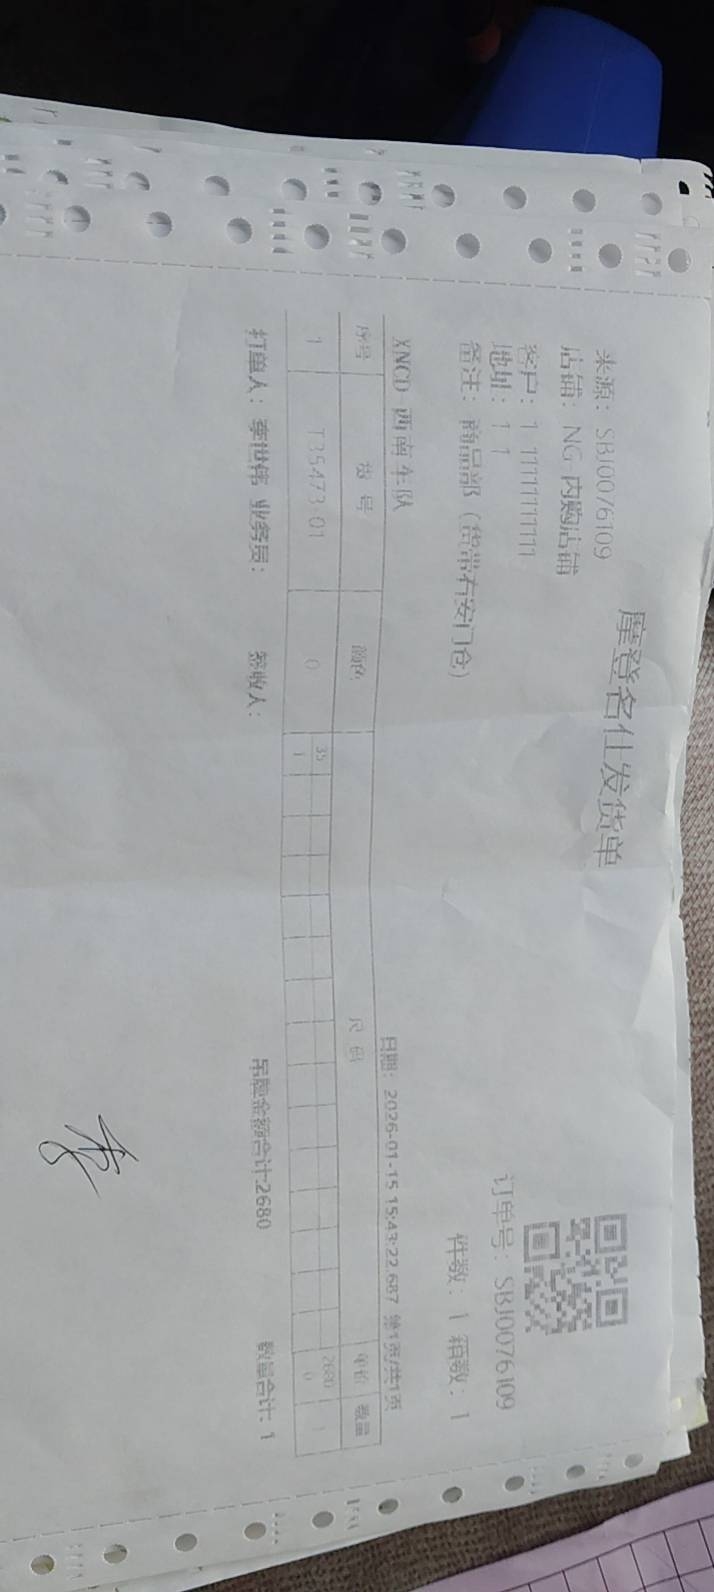 摩登名仕发货单
来源：SBJ0076109
店铺：NG-内购店铺
客户：1 11111111111
地址：1 1
订单号：SBJ0076109
备注：商品部（货带右安门仓）
件数：1 箱数：1
XNCD-西南车队 日期：2026-01-15 15:43:22.687 第1页/共1页
序号 货号 颜色 尺码 单价 数量
1 T35473-01 0 35 2680 1
1 0
打单人：李世伟 业务员： 签收人： 吊牌金额合计:2680 数量合计: 1